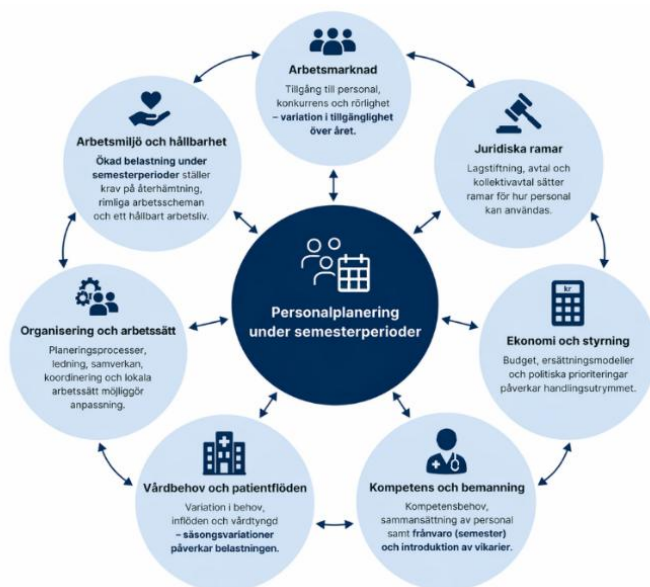 Arbetsmarknad
Tillgång till personal,
konkurrens och rörlighet
– variation i tillgänglighet
över året.
Juridiska ramar
Lagstiftning, avtal och
kollektivavtal sätter
ramar för hur personal
kan användas.
kr
Ekonomi och styrning
Budget, ersättningsmodeller
och politiska prioriteringar
påverkar handlingsutrymmet.
Kompetens och bemanning
Kompetensbehov,
sammansättning av personal
samt frånvaro (semester)
och introduktion av vikarier.
Vårdbehov och patientflöden
Variation i behov,
inflöden och vårdtyngd
– säsongsvariationer
påverkar belastningen.
Organisering och arbetssätt
Planeringsprocesser,
ledning, samverkan,
koordinering och lokala
arbetssätt möjliggör
anpassning.
Arbetsmiljö och hållbarhet
Ökad belastning under
semesterperioder ställer
krav på återhämtning,
rimliga arbetsscheman
och ett hållbart arbetsliv.
Personalplanering
under semesterperioder